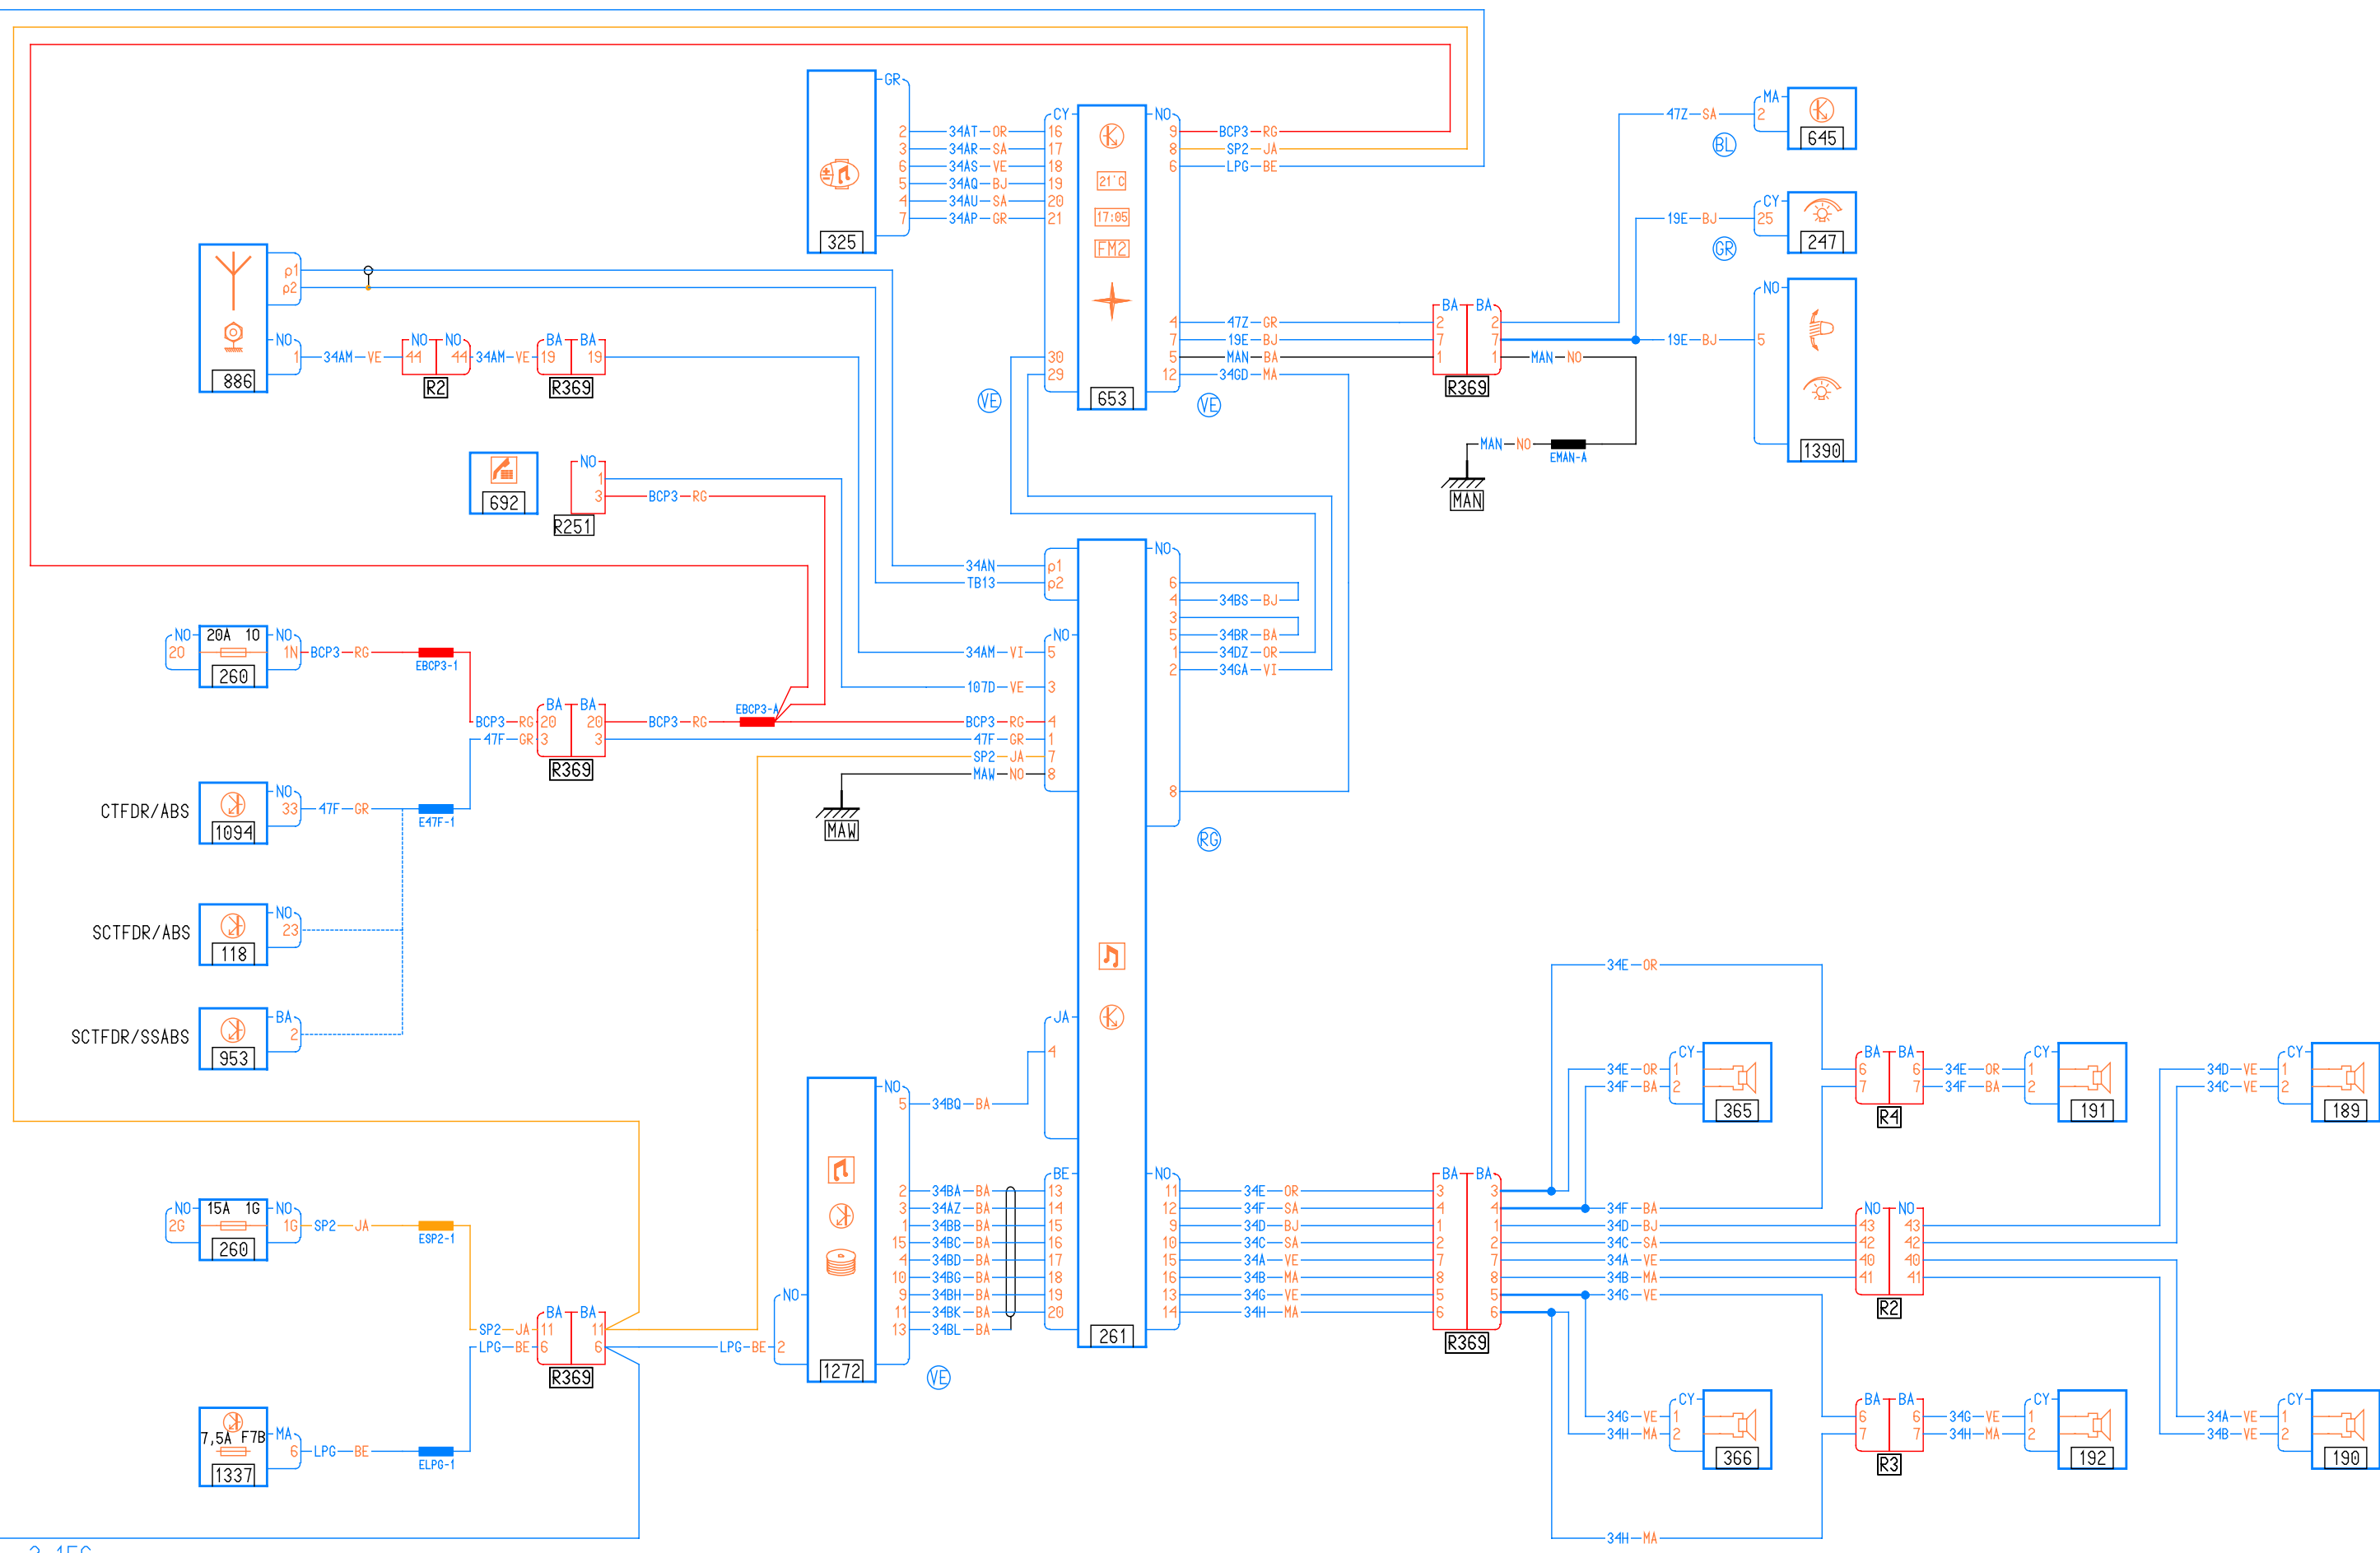 GR
2 34AT OR 16
3 34AR SA 17
6 34AS VE 18
5 34AQ BJ 19
4 34AU SA 20
7 34AP GR 21
325
CY NO
21°C
17:05
FM2
9 BCP3 RG
8 SP2 JA
6 LPG BE
4 47Z GR 2
7 19E BJ 7
5 MAN BA 1
12 34GD MA
30
29
653
VE
VE
BA BA
2
7
1 MAN NO
R369
47Z SA 2
MA
645
BL
19E BJ 25
CY
247
GR
19E BJ 5
NO
1390
MAN NO
EMAN-A
MAN
p1
p2
NO
1 34AM VE 44
886
NO NO
44 34AM VE 19
R2
BA BA
19
R369
692
NO
1
3 BCP3 RG
R251
34AN p1
TB13 p2
NO
34AM VI 5
107D VE 3
BCP3 RG 4
47F GR 1
SP2 JA 7
MAW NO 8
MAW
NO
6
4 34BS BJ
3
5 34BR BA
1 34DZ OR
2 34GA VI
8
RG
NO 20A 1O NO
20 1N BCP3 RG
260
EBCP3-1
BA BA
BCP3 RG 20 20 BCP3 RG
47F GR 3 3
R369
EBCP3-A
CTFDR/ABS
NO
33 47F GR
1094
E47F-1
SCTFDR/ABS
NO
23
118
SCTFDR/SSABS
BA
2
953
NO 15A 1G NO
2G 1G SP2 JA
260
ESP2-1
BA BA
SP2 JA 11 11
LPG BE 6 6
R369
7,5A F7B
MA
6 LPG BE
1337
ELPG-1
LPG BE 2
NO
NO
5 34BQ BA 4
JA
BE
2 34BA BA 13
3 34AZ BA 14
1 34BB BA 15
15 34BC BA 16
4 34BD BA 17
10 34BG BA 18
9 34BH BA 19
11 34BK BA 20
13 34BL BA
1272
VE
261
NO BA BA
11 34E OR 3 3
12 34F SA 4 4 34F BA
9 34D BJ 1 1 34D BJ 43
10 34C SA 2 2 34C SA 42
15 34A VE 7 7 34A VE 40
16 34B MA 8 8 34B MA 41
13 34G VE 5 5 34G VE
14 34H MA 6 6
R369
NO NO
43
42
40
41
R2
34E OR
CY
34E OR 1
34F BA 2
365
BA BA CY
6 6 34E OR 1
7 7 34F BA 2
R4
191
CY
34D VE 1
34C VE 2
189
CY
34G VE 1
34H MA 2
366
BA BA CY
6 6 34G VE 1
7 7 34H MA 2
R3
192
CY
34A VE 1
34B VE 2
190
34H MA